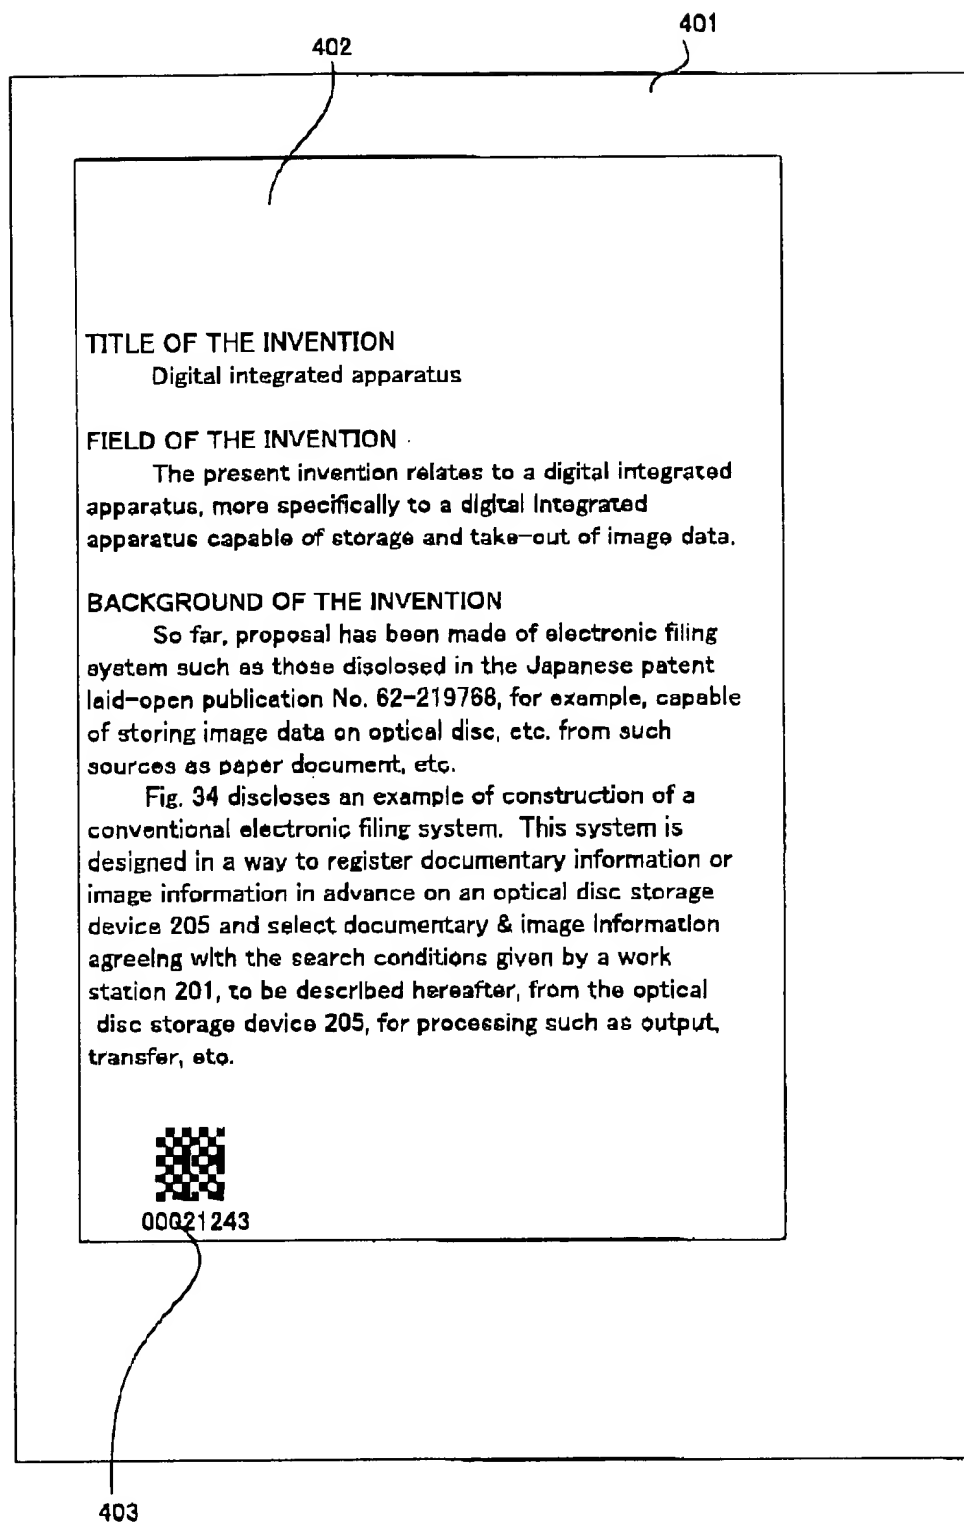 402
401
TITLE OF THE INVENTION
Digital integrated apparatus
FIELD OF THE INVENTION
The present invention relates to a digital integrated
apparatus, more specifically to a digital integrated
apparatus capable of storage and take-out of image data.
BACKGROUND OF THE INVENTION
So far, proposal has been made of electronic filing
system such as those disclosed in the Japanese patent
laid-open publication No. 62-219768, for example, capable
of storing image data on optical disc, etc. from such
sources as paper document, etc.
Fig. 34 discloses an example of construction of a
conventional electronic filing system. This system is
designed in a way to register documentary information or
image information in advance on an optical disc storage
device 205 and select documentary & image information
agreeing with the search conditions given by a work
station 201, to be described hereafter, from the optical
disc storage device 205, for processing such as output,
transfer, etc.
00021243
403